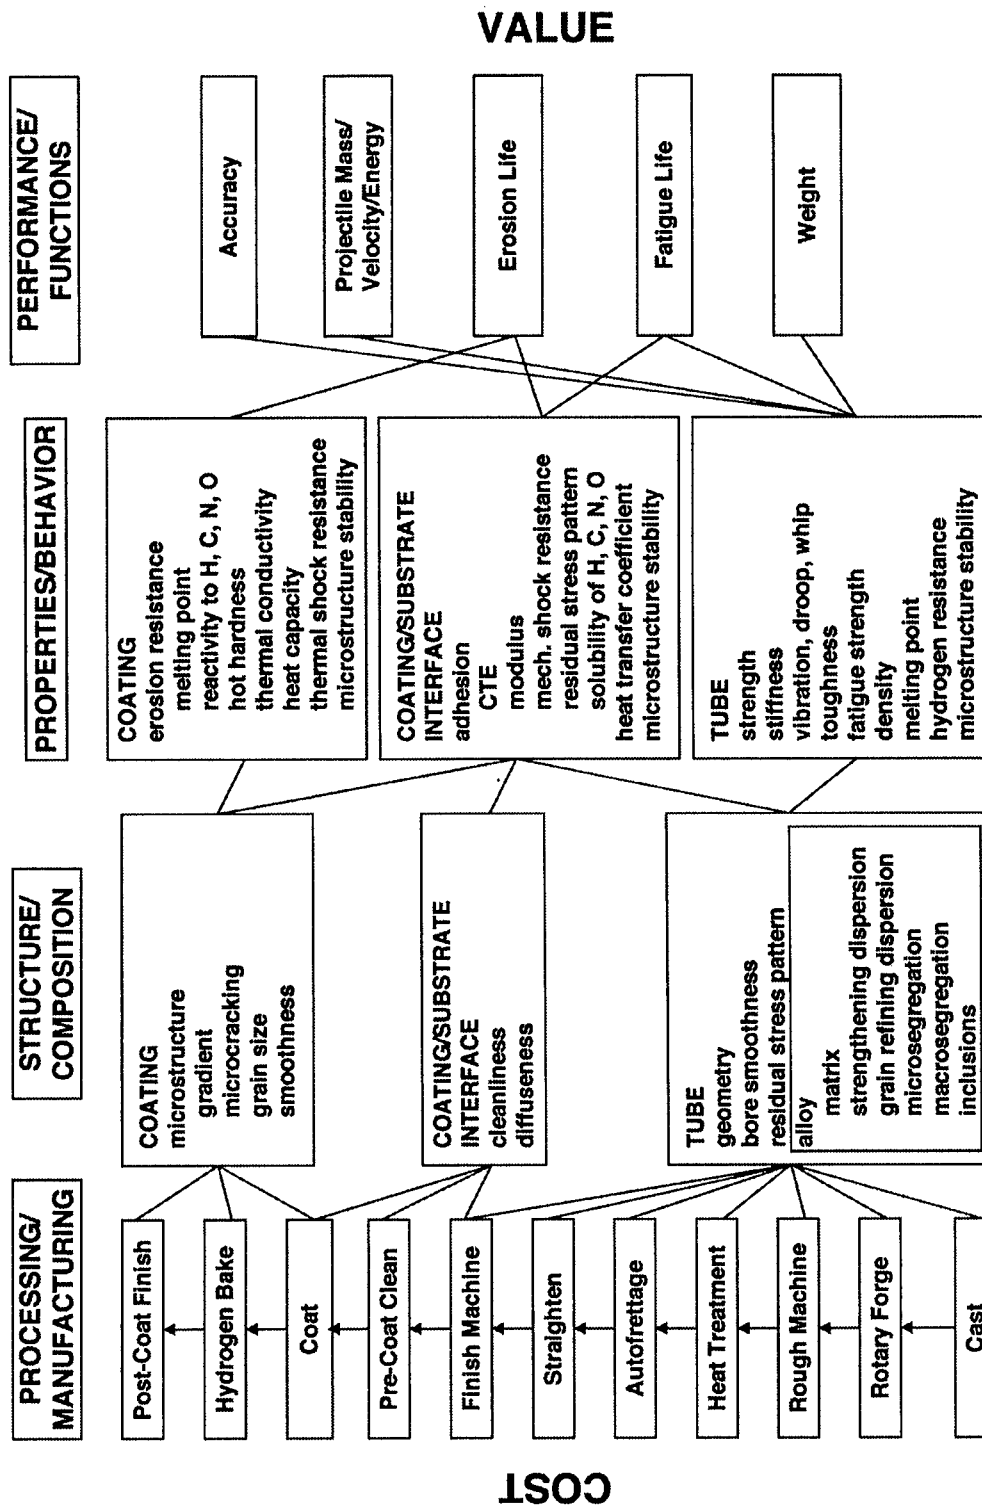 COST
PROCESSING/
MANUFACTURING
Post-Coat Finish
Hydrogen Bake
Coat
Pre-Coat Clean
Finish Machine
Straighten
Autofrettage
Heat Treatment
Rough Machine
Rotary Forge
Cast
STRUCTURE/
COMPOSITION
COATING
microstructure
gradient
microcracking
grain size
smoothness
COATING/SUBSTRATE
INTERFACE
cleanliness
diffuseness
TUBE
geometry
bore smoothness
residual stress pattern
alloy
matrix
strengthening dispersion
grain refining dispersion
microsegregation
macrosegregation
inclusions
PROPERTIES/BEHAVIOR
COATING
erosion resistance
melting point
reactivity to H, C, N, O
hot hardness
thermal conductivity
heat capacity
thermal shock resistance
microstructure stability
COATING/SUBSTRATE
INTERFACE
adhesion
CTE
modulus
mech. shock resistance
residual stress pattern
solubility of H, C, N, O
heat transfer coefficient
microstructure stability
TUBE
strength
stiffness
vibration, droop, whip
toughness
fatigue strength
density
melting point
hydrogen resistance
microstructure stability
PERFORMANCE/
FUNCTIONS
Accuracy
Projectile Mass/
Velocity/Energy
Erosion Life
Fatigue Life
Weight
VALUE